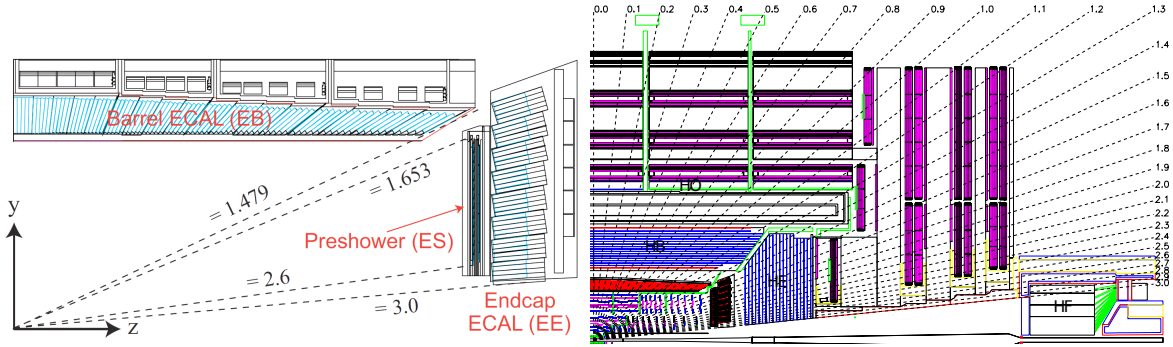 Barrel ECAL (EB)
y
= 1.479
= 1.653
Preshower (ES)
= 2.6
= 3.0
z
Endcap
ECAL (EE)
0.0 0.1 0.2 0.3 0.4 0.5 0.6 0.7 0.8 0.9 1.0 1.1 1.2 1.3
1.4
1.5
1.6
1.7
1.8
1.9
2.0
2.1
2.2
2.3
2.4
2.5
2.6
2.7
2.8
2.9
3.0
HO
HB
HE
HF